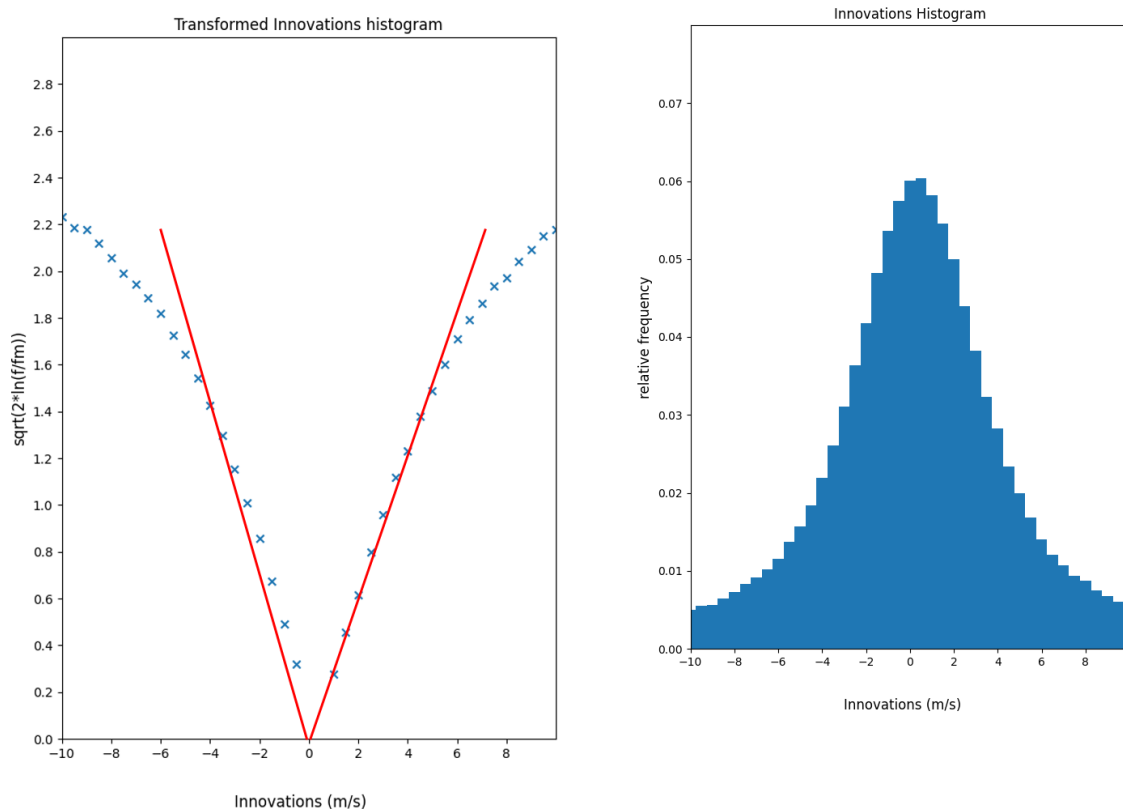 Transformed Innovations histogram
2.8
2.6
2.4
2.2
2.0
1.8
1.6
1.4
1.2
1.0
0.8
0.6
0.4
0.2
0.0
sqrt(2*ln(f/fm))
−10 −8 −6 −4 −2 0 2 4 6 8
Innovations (m/s)
Innovations Histogram
0.07
0.06
0.05
0.04
0.03
0.02
0.01
0.00
relative frequency
−10 −8 −6 −4 −2 0 2 4 6 8
Innovations (m/s)